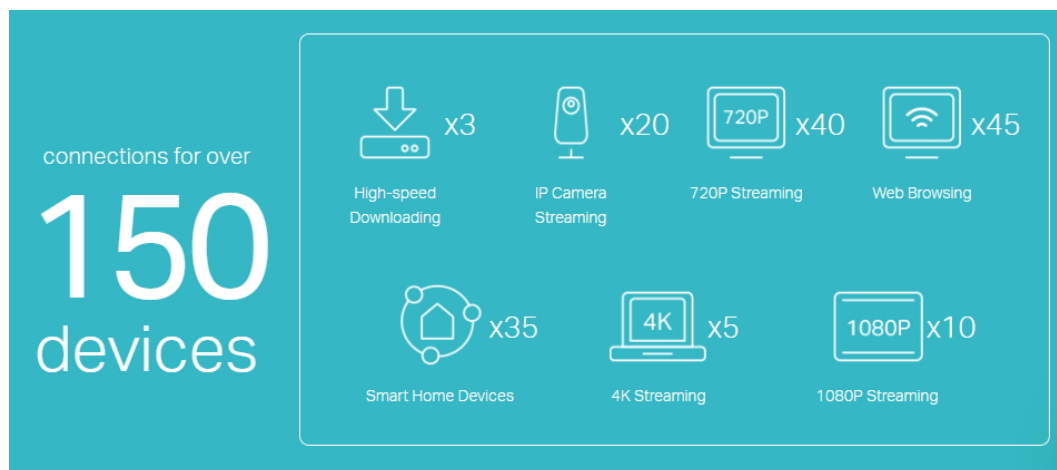 connections for over
150
devices
x3
High-speed
Downloading
x20
IP Camera
Streaming
720P
x40
720P Streaming
x45
Web Browsing
x35
Smart Home Devices
4K
x5
4K Streaming
1080P
x10
1080P Streaming